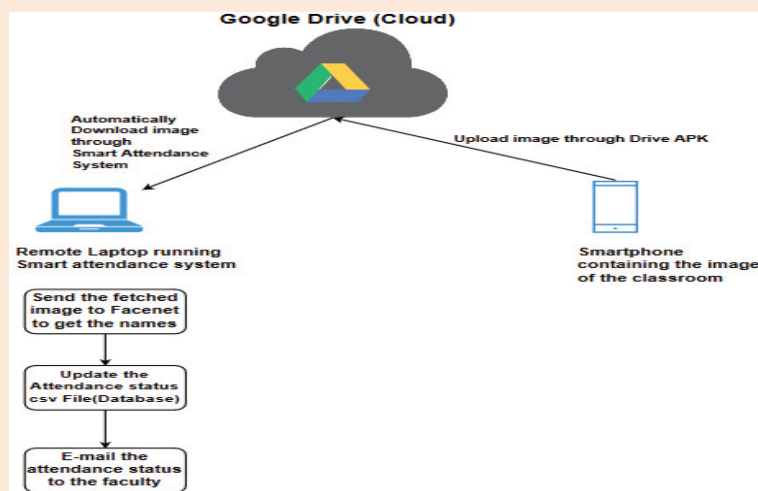 Google Drive (Cloud)
Automatically
Download image
through
Smart Attendance
System
Upload image through Drive APK
Remote Laptop running
Smart attendance system
Smartphone
containing the image
of the classroom
Send the fetched
image to Facenet
to get the names
Update the
Attendance status
csv File(Database)
E-mail the
attendance status
to the faculty